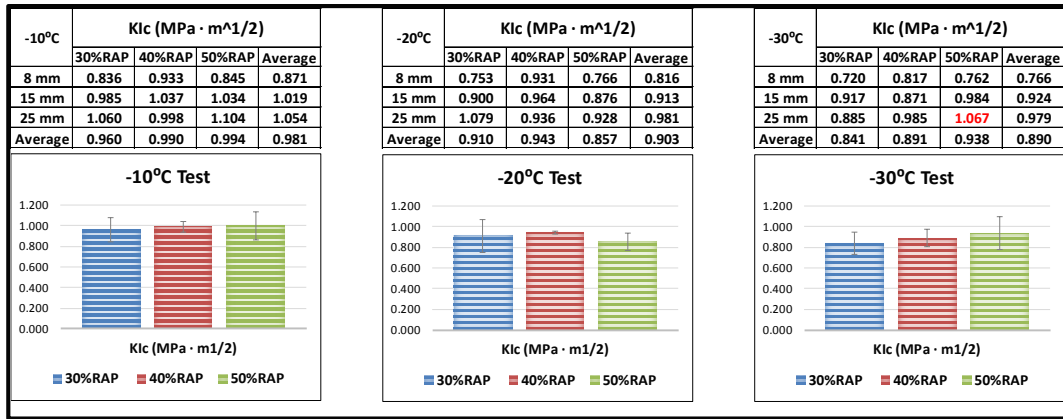 -10⁰C KIc (MPa · m^1/2)
30%RAP 40%RAP 50%RAP Average
8 mm 0.836 0.933 0.845 0.871
15 mm 0.985 1.037 1.034 1.019
25 mm 1.060 0.998 1.104 1.054
Average 0.960 0.990 0.994 0.981
-10⁰C Test
1.200
1.000
0.800
0.600
0.400
0.200
0.000
KIc (MPa · m1/2)
30%RAP 40%RAP 50%RAP
-20⁰C KIc (MPa · m^1/2)
30%RAP 40%RAP 50%RAP Average
8 mm 0.753 0.931 0.766 0.816
15 mm 0.900 0.964 0.876 0.913
25 mm 1.079 0.936 0.928 0.981
Average 0.910 0.943 0.857 0.903
-20⁰C Test
1.200
1.000
0.800
0.600
0.400
0.200
0.000
KIc (MPa · m1/2)
30%RAP 40%RAP 50%RAP
-30⁰C KIc (MPa · m^1/2)
30%RAP 40%RAP 50%RAP Average
8 mm 0.720 0.817 0.762 0.766
15 mm 0.917 0.871 0.984 0.924
25 mm 0.885 0.985 1.067 0.979
Average 0.841 0.891 0.938 0.890
-30⁰C Test
1.200
1.000
0.800
0.600
0.400
0.200
0.000
KIc (MPa · m1/2)
30%RAP 40%RAP 50%RAP